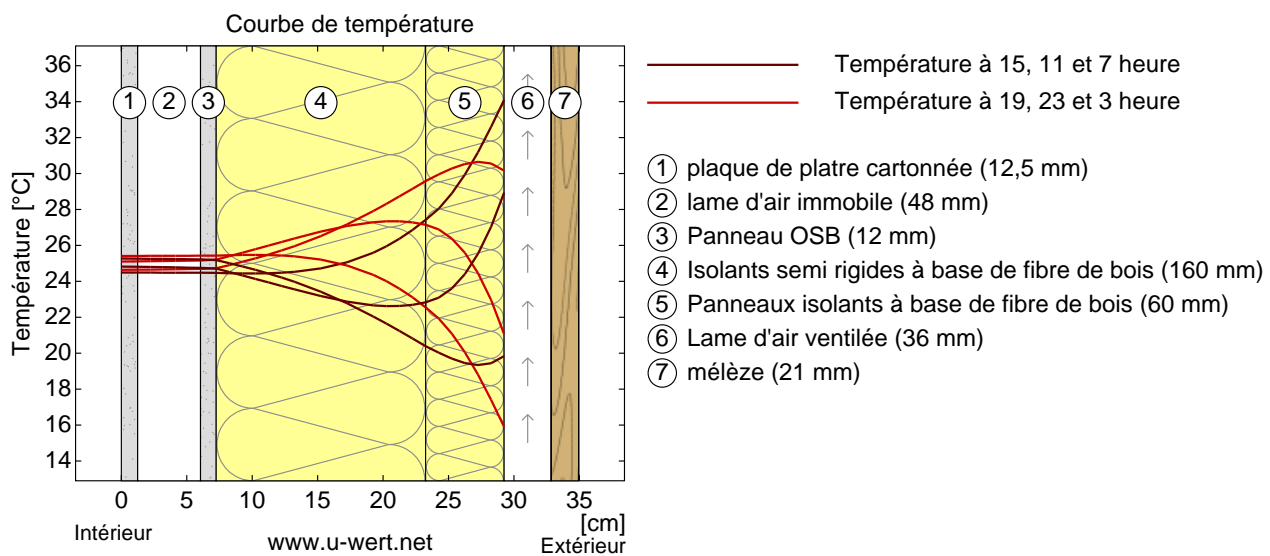 Courbe de température
Température [°C]
36
34
32
30
28
26
24
22
20
18
16
14
1 2 3 4 5 6 7
0 5 10 15 20 25 30 35
[cm]
Intérieur
www.u-wert.net
Extérieur
Température à 15, 11 et 7 heure
Température à 19, 23 et 3 heure
1 plaque de platre cartonnée (12,5 mm)
2 lame d'air immobile (48 mm)
3 Panneau OSB (12 mm)
4 Isolants semi rigides à base de fibre de bois (160 mm)
5 Panneaux isolants à base de fibre de bois (60 mm)
6 Lame d'air ventilée (36 mm)
7 mélèze (21 mm)